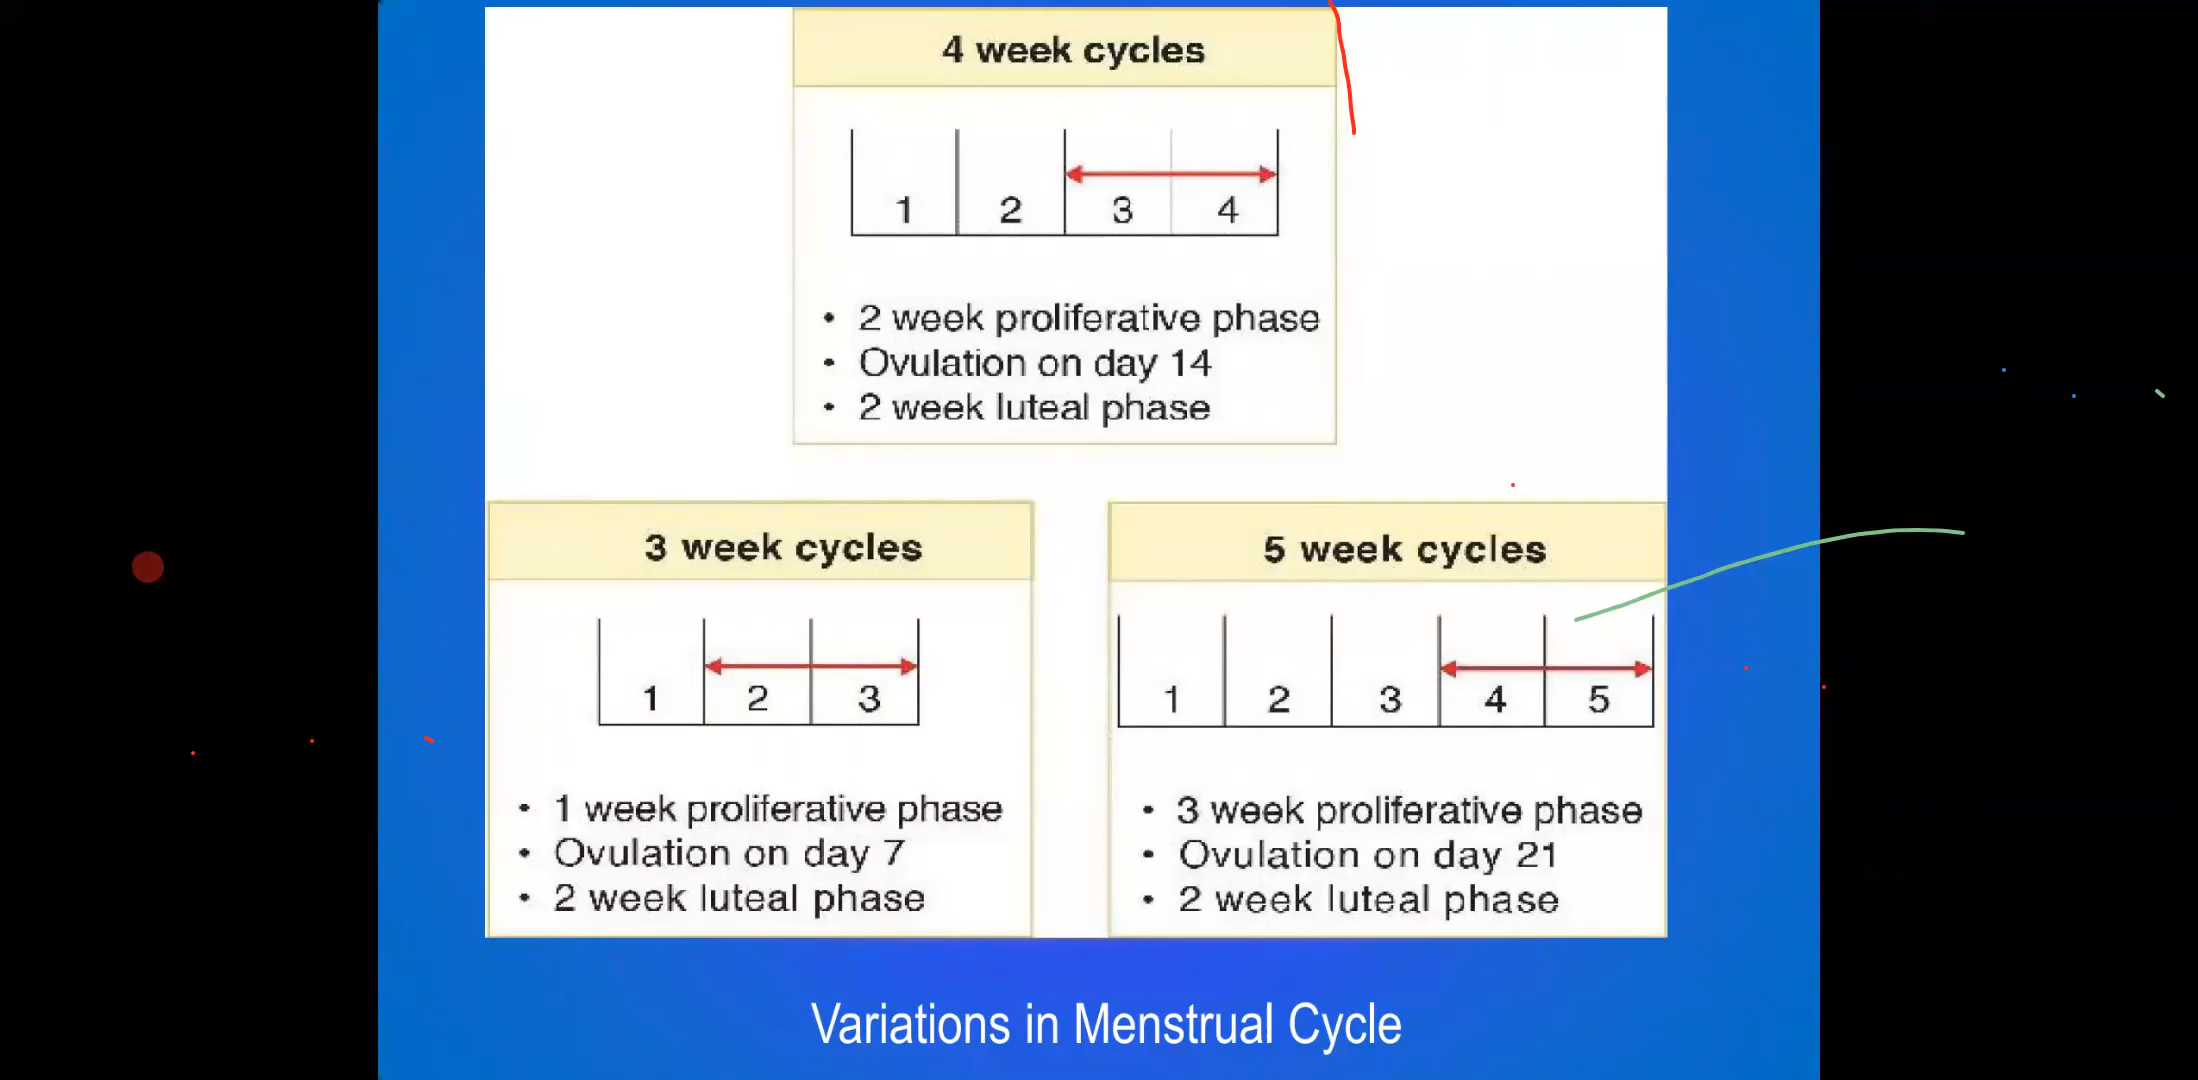 4 week cycles
1 2 3 4
• 2 week proliferative phase
• Ovulation on day 14
• 2 week luteal phase
3 week cycles
1 2 3
• 1 week proliferative phase
• Ovulation on day 7
• 2 week luteal phase
5 week cycles
1 2 3 4 5
• 3 week proliferative phase
• Ovulation on day 21
• 2 week luteal phase
Variations in Menstrual Cycle